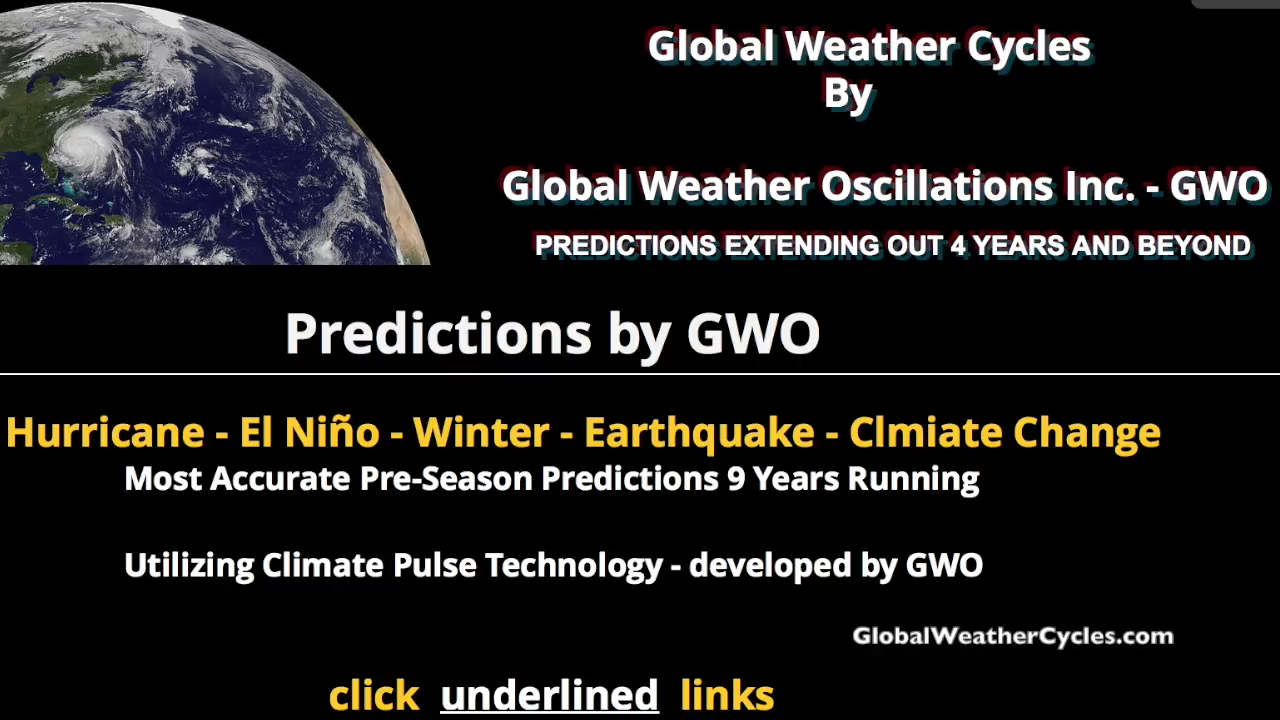 Global Weather Cycles
By
Global Weather Oscillations Inc. - GWO
PREDICTIONS EXTENDING OUT 4 YEARS AND BEYOND
Predictions by GWO
Hurricane - El Niño - Winter - Earthquake - Clmiate Change
Most Accurate Pre-Season Predictions 9 Years Running
Utilizing Climate Pulse Technology - developed by GWO
GlobalWeatherCycles.com
click underlined links